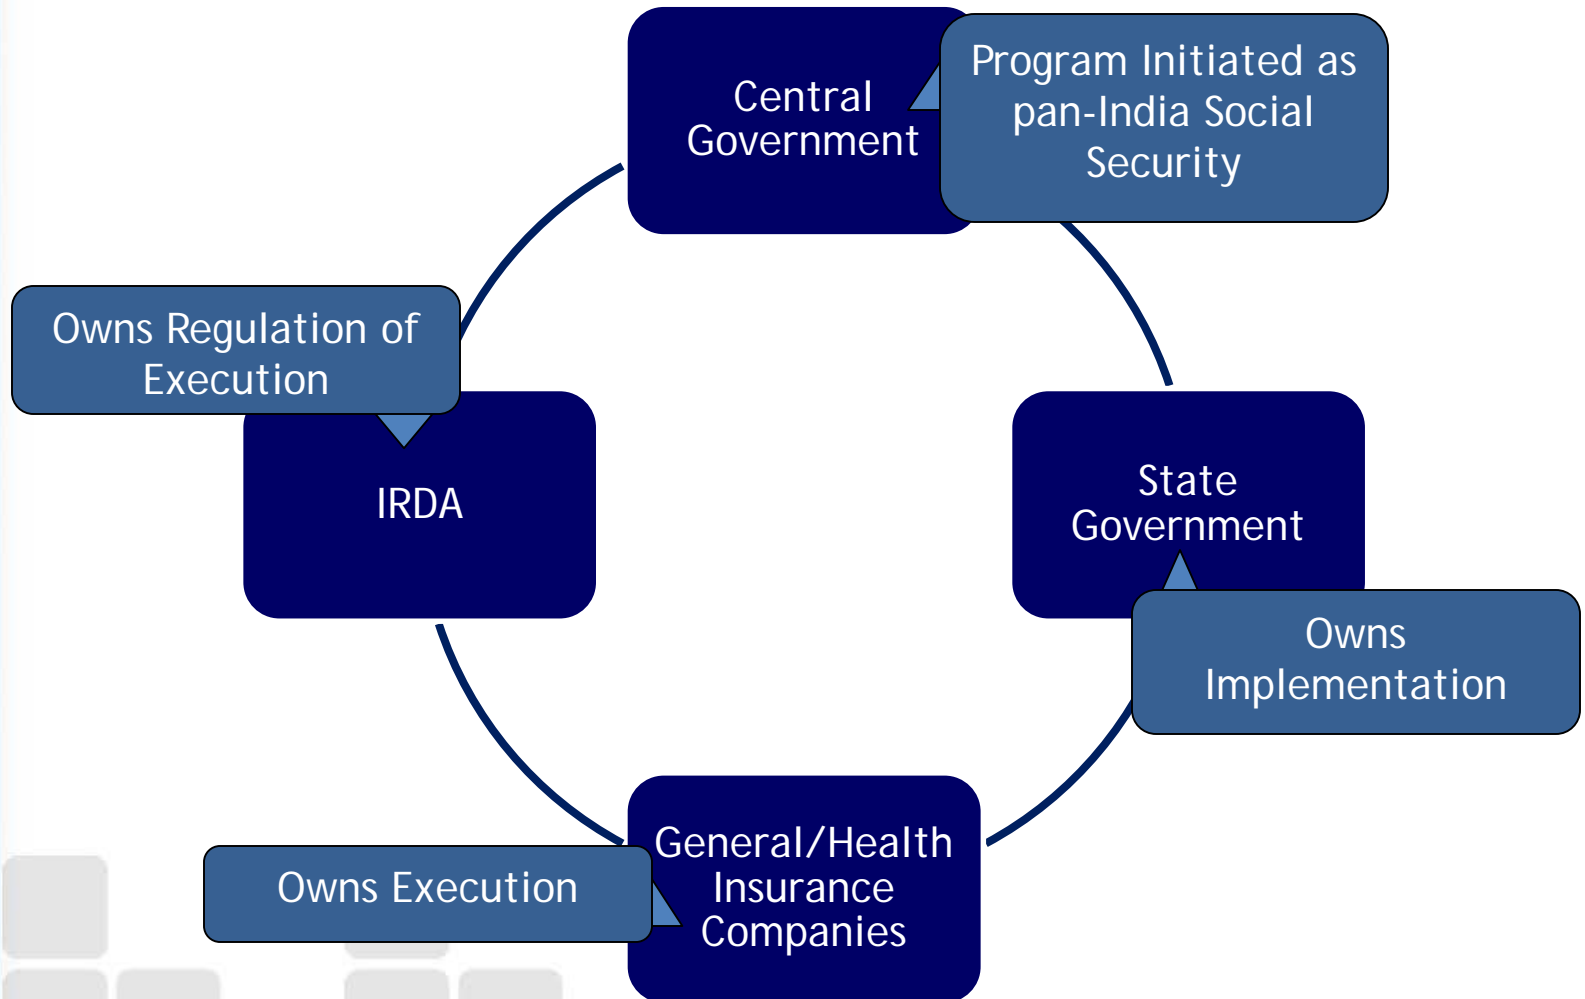 Central
Government
Program Initiated as
pan-India Social
Security
Owns Regulation of
Execution
IRDA
State
Government
Owns
Implementation
General/Health
Insurance
Companies
Owns Execution